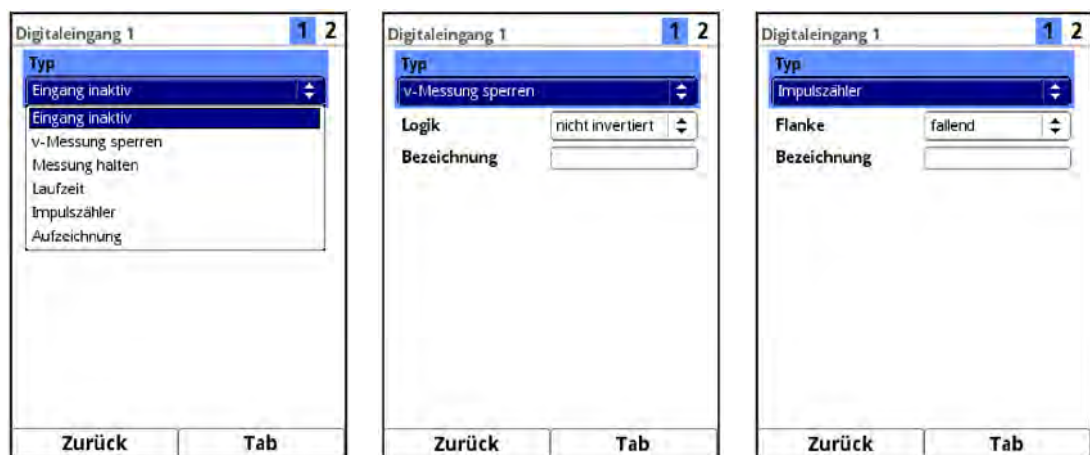 Digitaleingang 1 1 2
Typ
Eingang inaktiv
Eingang inaktiv
v-Messung sperren
Messung halten
Laufzeit
Impulszähler
Aufzeichnung
Zurück Tab
Digitaleingang 1 1 2
Typ
v-Messung sperren
Logik nicht invertiert
Bezeichnung
Zurück Tab
Digitaleingang 1 1 2
Typ
Impulszähler
Flanke fallend
Bezeichnung
Zurück Tab